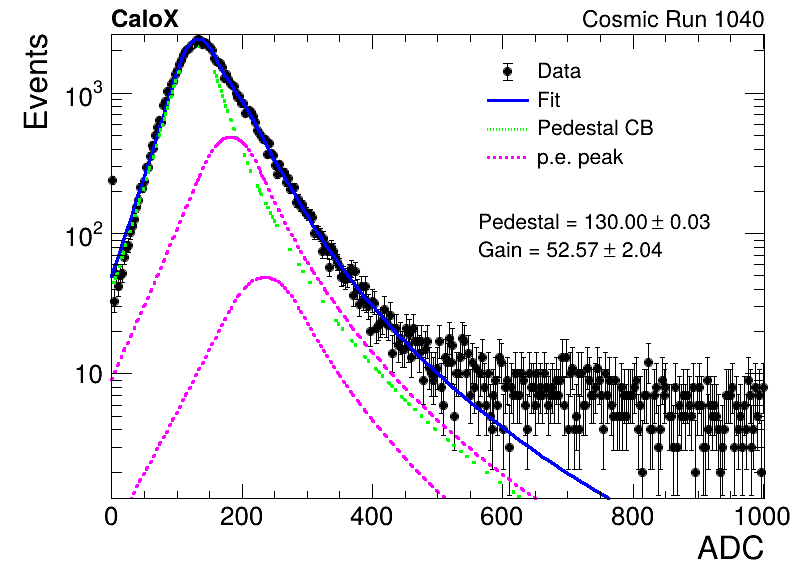 CaloX Cosmic Run 1040
Events
Data
Fit
Pedestal CB
p.e. peak
Pedestal = 130.00 ± 0.03
Gain = 52.57 ± 2.04
10³
10²
10
0 200 400 600 800 1000
ADC